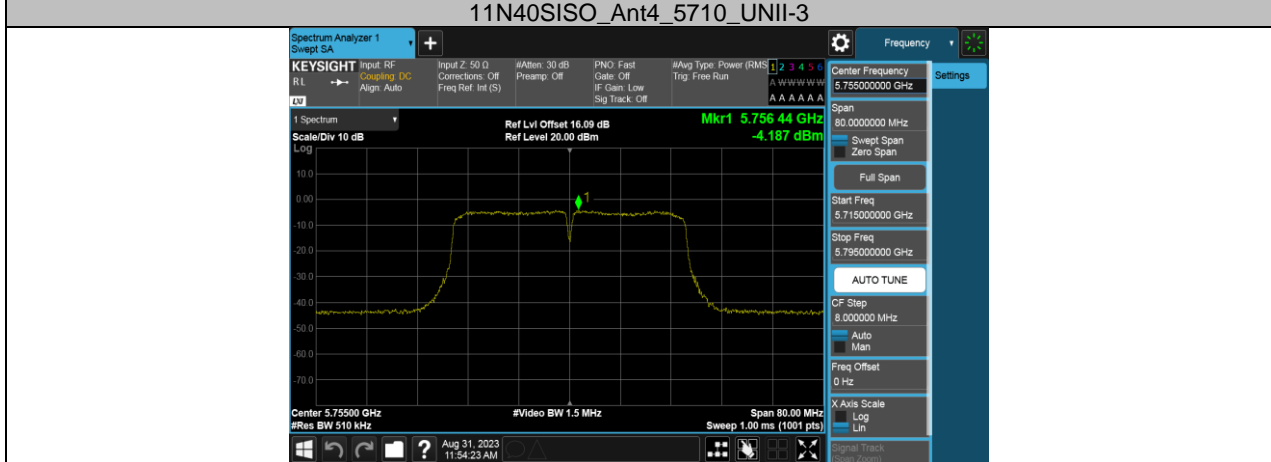 11N40SISO_Ant4_5710_UNII-3
Spectrum Analyzer 1
Swept SA
+
Frequency
KEYSIGHT
RL
LXI
Input: RF
Coupling: DC
Align: Auto
Input Z: 50 Ω
Corrections: Off
Freq Ref: Int (S)
#Atten: 30 dB
Preamp: Off
PNO: Fast
Gate: Off
IF Gain: Low
Sig Track: Off
#Avg Type: Power (RMS
Trig: Free Run
1 2 3 4 5 6
A W W W W W
A A A A A A
Center Frequency
5.755000000 GHz
Settings
Span
80.0000000 MHz
Swept Span
Zero Span
Full Span
Start Freq
5.715000000 GHz
Stop Freq
5.795000000 GHz
AUTO TUNE
CF Step
8.000000 MHz
Auto
Man
Freq Offset
0 Hz
X Axis Scale
Log
Lin
Signal Track
(Span Zoom)
1 Spectrum
Scale/Div 10 dB
Log
Ref Lvl Offset 16.09 dB
Ref Level 20.00 dBm
Mkr1 5.756 44 GHz
-4.187 dBm
10.0
0.00
-10.0
-20.0
-30.0
-40.0
-50.0
-60.0
-70.0
1
Center 5.75500 GHz
#Res BW 510 kHz
#Video BW 1.5 MHz
Span 80.00 MHz
Sweep 1.00 ms (1001 pts)
?
Aug 31, 2023
11:54:23 AM